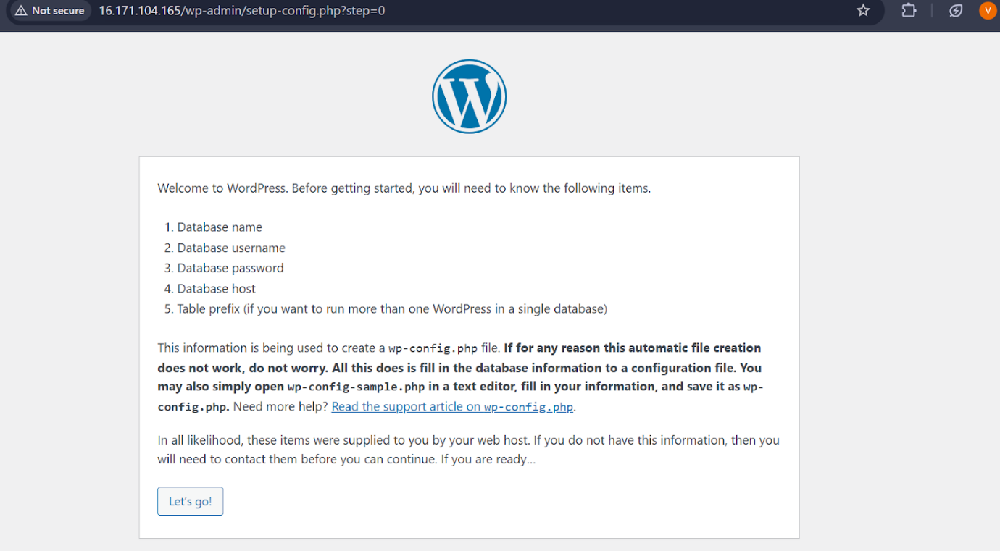 Not secure 16.171.104.165/wp-admin/setup-config.php?step=0 V
W
Welcome to WordPress. Before getting started, you will need to know the following items.
1. Database name
2. Database username
3. Database password
4. Database host
5. Table prefix (if you want to run more than one WordPress in a single database)
This information is being used to create a wp-config.php file. If for any reason this automatic file creation
does not work, do not worry. All this does is fill in the database information to a configuration file. You
may also simply open wp-config-sample.php in a text editor, fill in your information, and save it as wp-
config.php. Need more help? Read the support article on wp-config.php.
In all likelihood, these items were supplied to you by your web host. If you do not have this information, then you
will need to contact them before you can continue. If you are ready…
Let’s go!